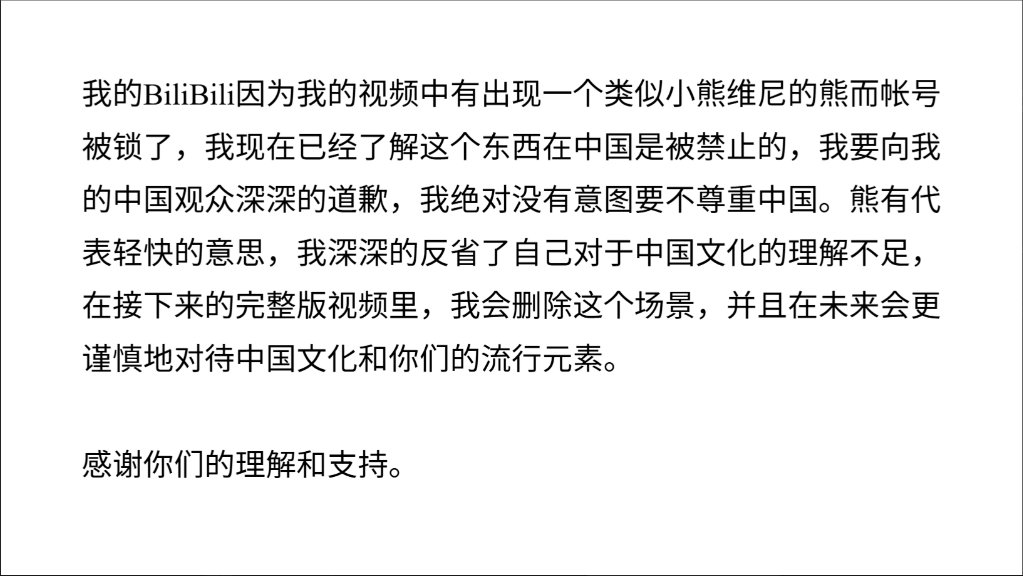 我的BiliBili因为我的视频中有出现一个类似小熊维尼的熊而帐号
被锁了，我现在已经了解这个东西在中国是被禁止的，我要向我
的中国观众深深的道歉，我绝对没有意图要不尊重中国。熊有代
表轻快的意思，我深深的反省了自己对于中国文化的理解不足，
在接下来的完整版视频里，我会删除这个场景，并且在未来会更
谨慎地对待中国文化和你们的流行元素。
感谢你们的理解和支持。